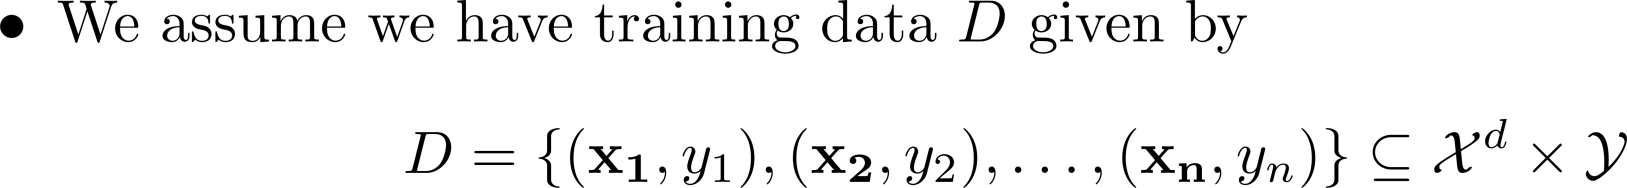 • We assume we have training data D given by
D = {(𝐱₁, y₁), (𝐱₂, y₂), . . . , (𝐱ₙ, yₙ)} ⊆ 𝒳ᵈ × 𝒴